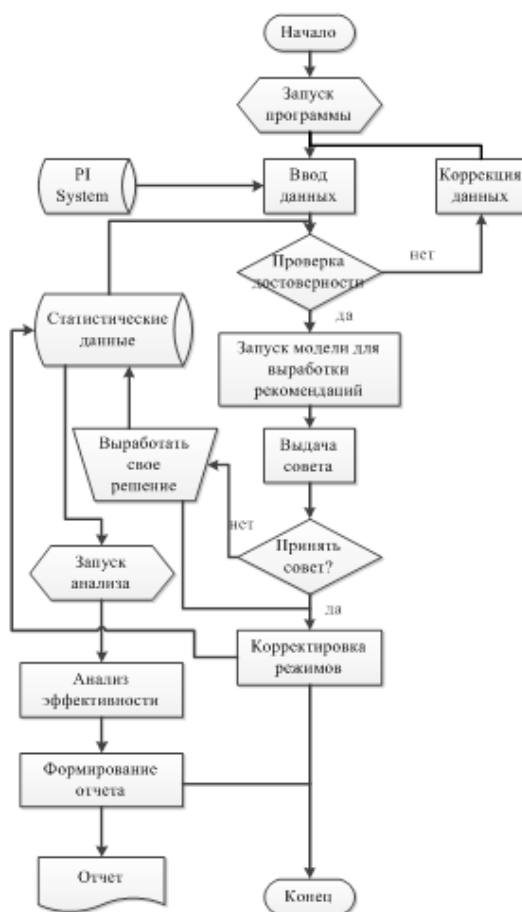 Начало
Запуск
программы
PI
System
Ввод
данных
Коррекция
данных
Проверка
достоверности
нет
да
Статистические
данные
Запуск модели для
выработки
рекомендаций
Выработать
свое
решение
Выдача
совета
нет
Принять
совет?
да
Запуск
анализа
Корректировка
режимов
Анализ
эффективности
Формирование
отчета
Отчет
Конец